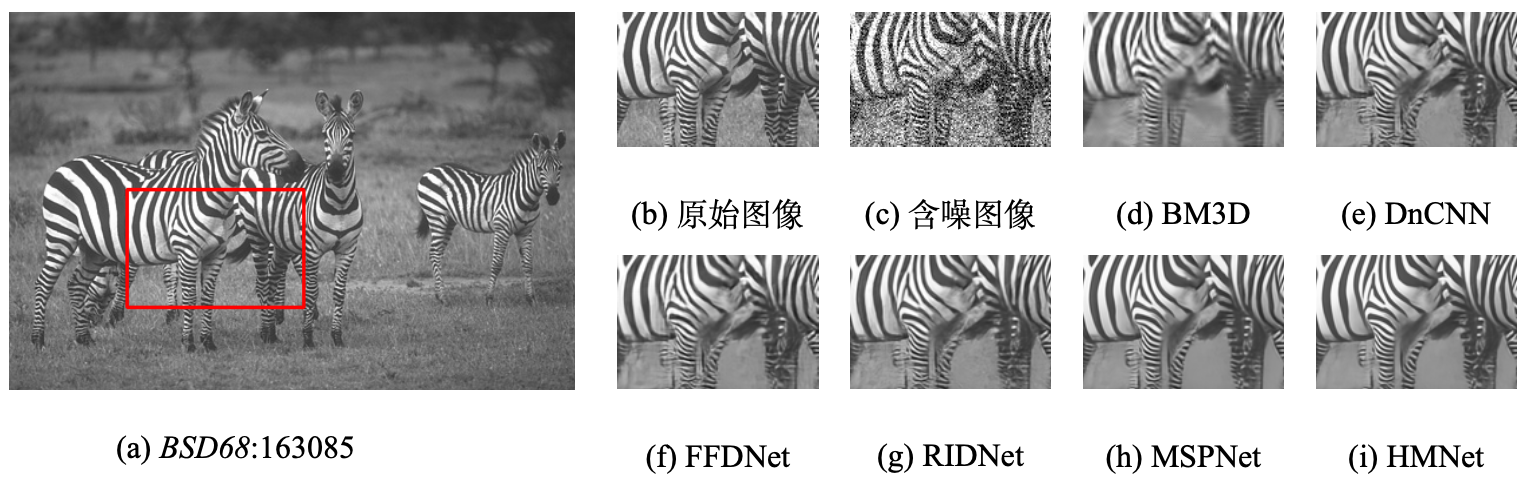 (b) 原始图像
(c) 含噪图像
(d) BM3D
(e) DnCNN
(a) BSD68:163085
(f) FFDNet
(g) RIDNet
(h) MSPNet
(i) HMNet